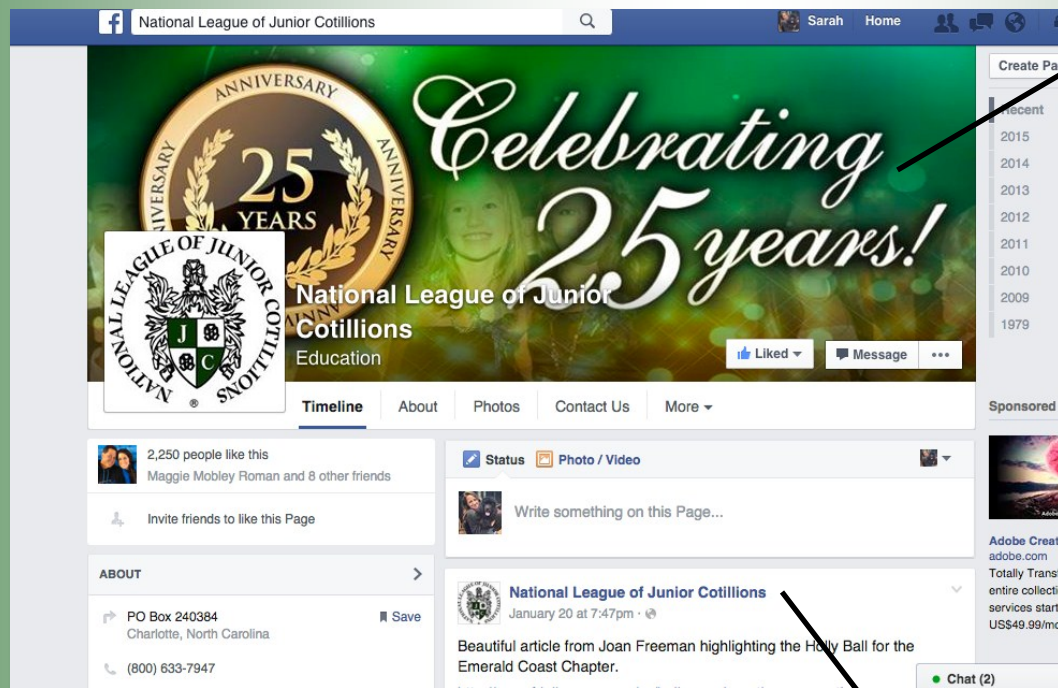 National League of Junior Cotillions
Sarah Home
Create Pa
ANNIVERSARY
ANNIVERSARY
ANNIVERSARY
25
YEARS
Celebrating
25 years!
NATIONAL LEAGUE OF JUNIOR COTILLIONS
J
C
®
National League of Junior
Cotillions
Education
Liked
Message
Recent
2015
2014
2013
2012
2011
2010
2009
1979
Timeline About Photos Contact Us More
Sponsored
2,250 people like this
Maggie Mobley Roman and 8 other friends
Invite friends to like this Page
Status Photo / Video
Write something on this Page...
ABOUT
PO Box 240384
Charlotte, North Carolina
Save
(800) 633-7947
National League of Junior Cotillions
January 20 at 7:47pm ·
Beautiful article from Joan Freeman highlighting the Holly Ball for the
Emerald Coast Chapter.
Adobe Creat
adobe.com
Totally Trans
entire collecti
services start
US$49.99/mo
Chat (2)